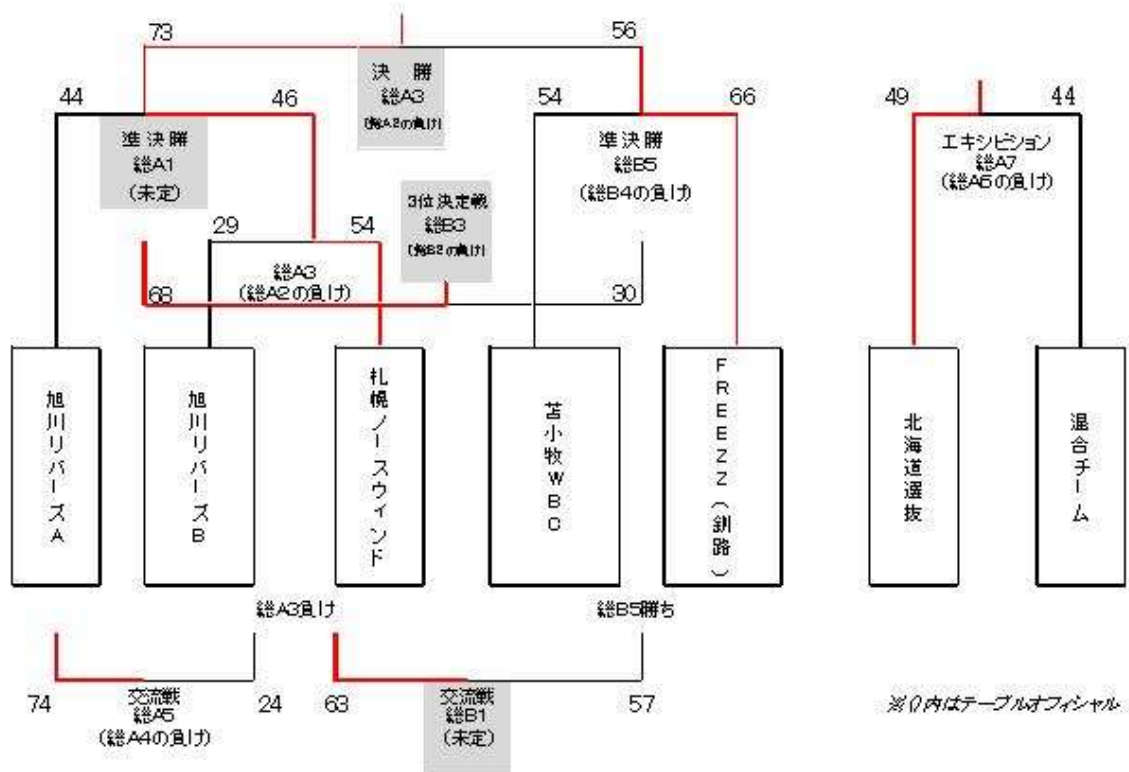 73
56
決勝
総A3
(総A2の負け)
44
46
54
66
49
44
準決勝
総A1
(未定)
準決勝
総B5
(総B4の負け)
エキシビション
総A7
(総A6の負け)
3位決定戦
総B3
(総B2の負け)
29
54
総A3
(総A2の負け)
68
30
旭川リバーズA
旭川リバーズB
札幌ノースウィンド
苫小牧WBC
FREEZZ(釧路)
北海道選抜
混合チーム
総A3負け
総B5勝ち
74
交流戦
総A5
(総A4の負け)
24
63
交流戦
総B1
(未定)
57
※()内はテーブルオフィシャル